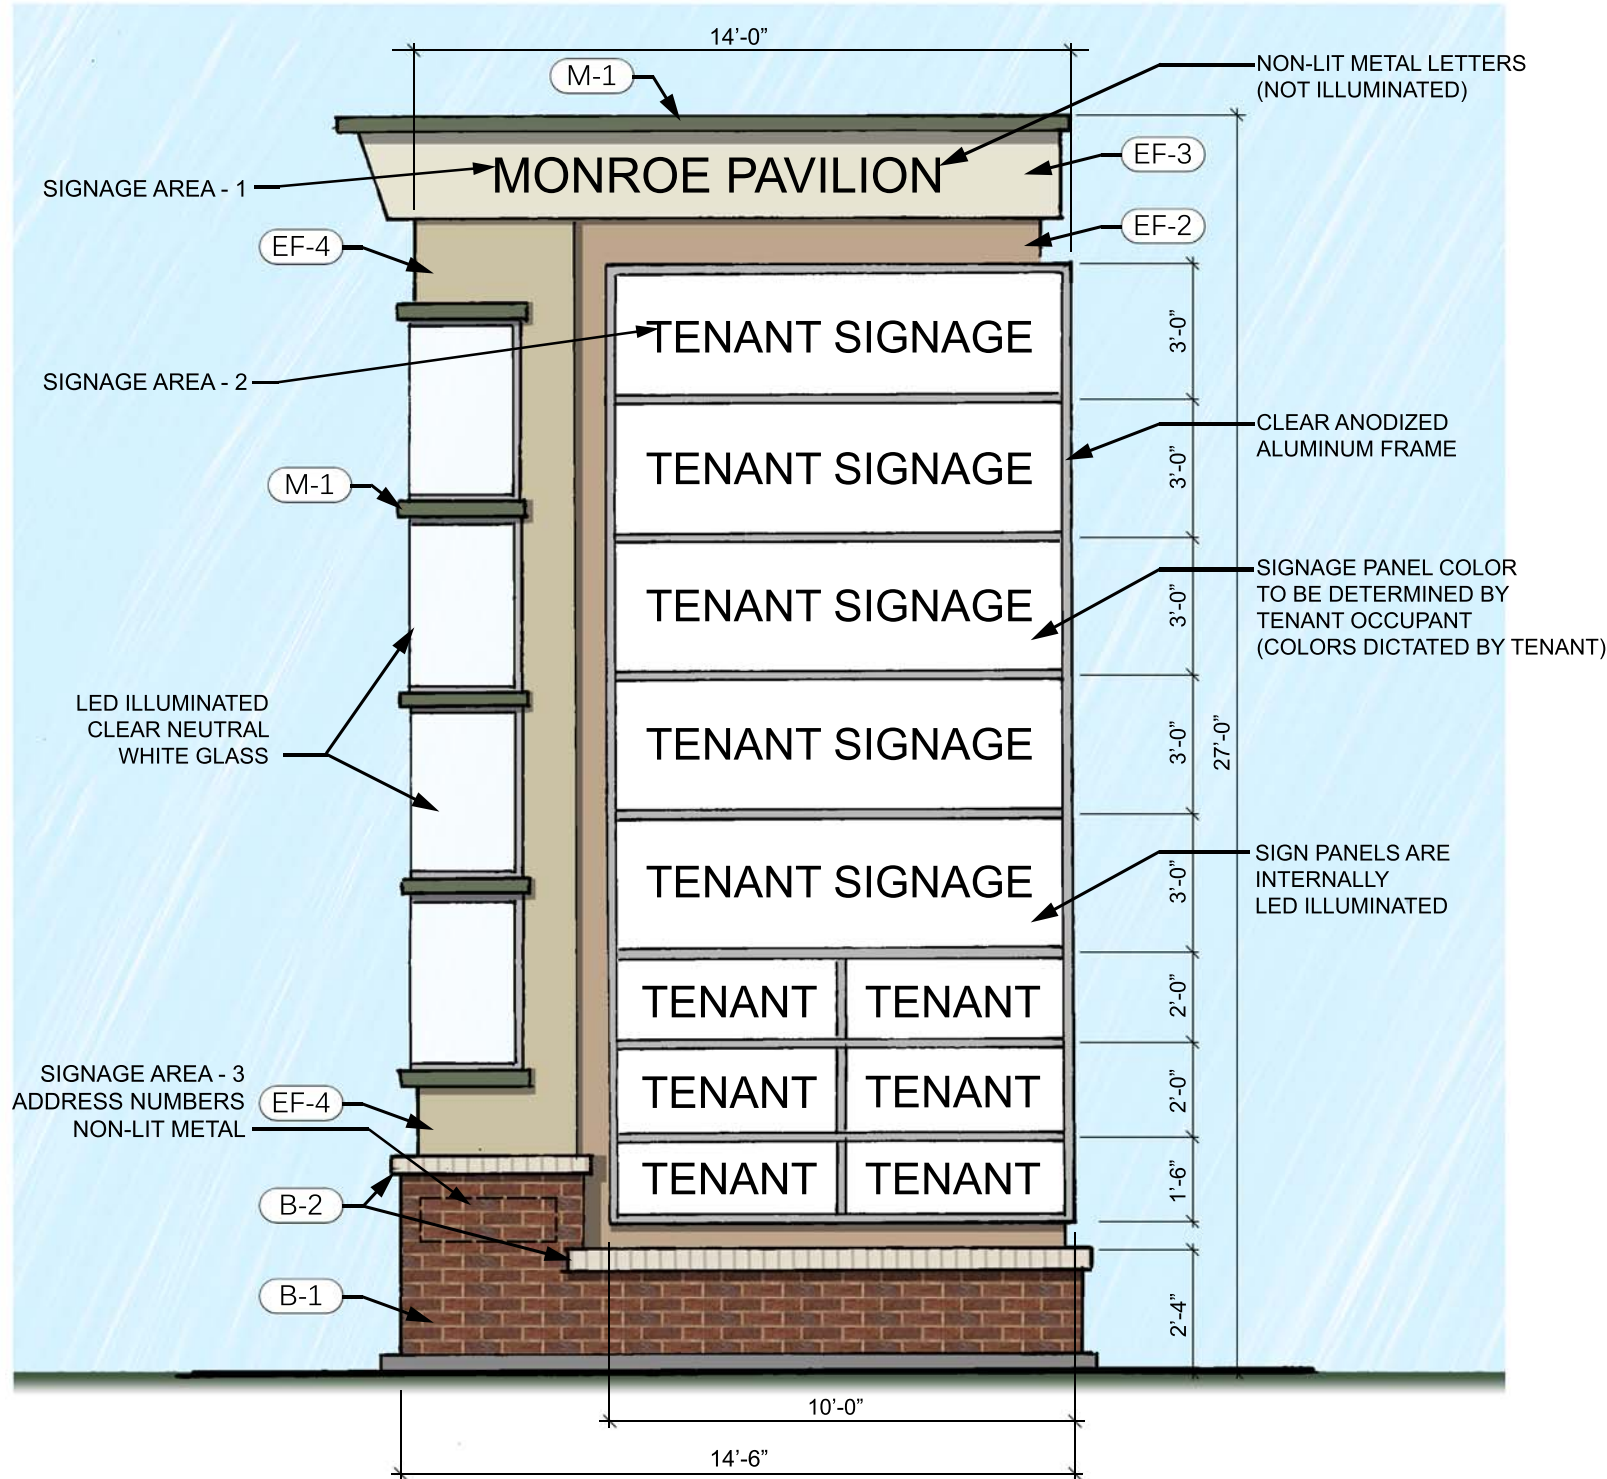 14'-0"
M-1
NON-LIT METAL LETTERS
(NOT ILLUMINATED)
MONROE PAVILION
EF-3
SIGNAGE AREA - 1
EF-2
EF-4
TENANT SIGNAGE
3'-0"
SIGNAGE AREA - 2
CLEAR ANODIZED
ALUMINUM FRAME
TENANT SIGNAGE
3'-0"
M-1
SIGNAGE PANEL COLOR
TO BE DETERMINED BY
TENANT OCCUPANT
(COLORS DICTATED BY TENANT)
TENANT SIGNAGE
3'-0"
LED ILLUMINATED
CLEAR NEUTRAL
WHITE GLASS
TENANT SIGNAGE
3'-0"
27'-0"
SIGN PANELS ARE
INTERNALLY
LED ILLUMINATED
TENANT SIGNAGE
3'-0"
TENANT TENANT
2'-0"
SIGNAGE AREA - 3
ADDRESS NUMBERS
NON-LIT METAL
EF-4
TENANT TENANT
2'-0"
TENANT TENANT
1'-6"
B-2
B-1
2'-4"
10'-0"
14'-6"